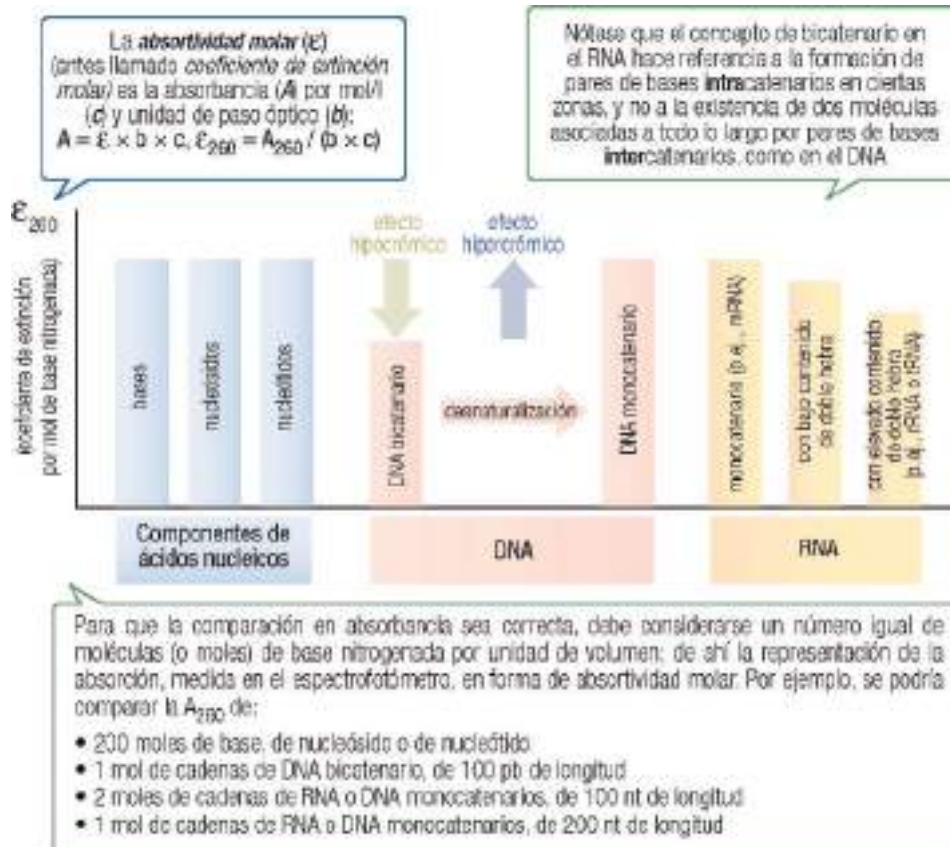 La absortividad molar (ε)
(antes llamado coeficiente de extinción
molar) es la absorbancia (A) por mol/l
(c) y unidad de paso óptico (b):
A = ε × b × c, ε260 = A260 / (b × c)
Nótese que el concepto de bicatenario en
el RNA hace referencia a la formación de
pares de bases intracatenarios en ciertas
zonas, y no a la existencia de dos moléculas
asociadas a todo lo largo por pares de bases
intercatenarios, como en el DNA
ε260
(coeficiente de extinción
por mol de base nitrogenada)
efecto
hipocrómico
efecto
hipercrómico
bases
nucleósidos
nucleótidos
DNA bicatenario
desnaturalización
DNA monocatenario
monocatenario (p.ej., mRNA)
con bajo contenido
de doble hebra
con elevado contenido
de doble hebra
(p.ej., rRNA o tRNA)
Componentes de
ácidos nucleicos
DNA
RNA
Para que la comparación en absorbancia sea correcta, debe considerarse un número igual de
moléculas (o moles) de base nitrogenada por unidad de volumen; de ahí la representación de la
absorción, medida en el espectrofotómetro, en forma de absortividad molar. Por ejemplo, se podría
comparar la A260 de:
• 200 moles de base, de nucleósido o de nucleótido
• 1 mol de cadenas de DNA bicatenario, de 100 pb de longitud
• 2 moles de cadenas de RNA o DNA monocatenarios, de 100 nt de longitud
• 1 mol de cadenas de RNA o DNA monocatenarios, de 200 nt de longitud